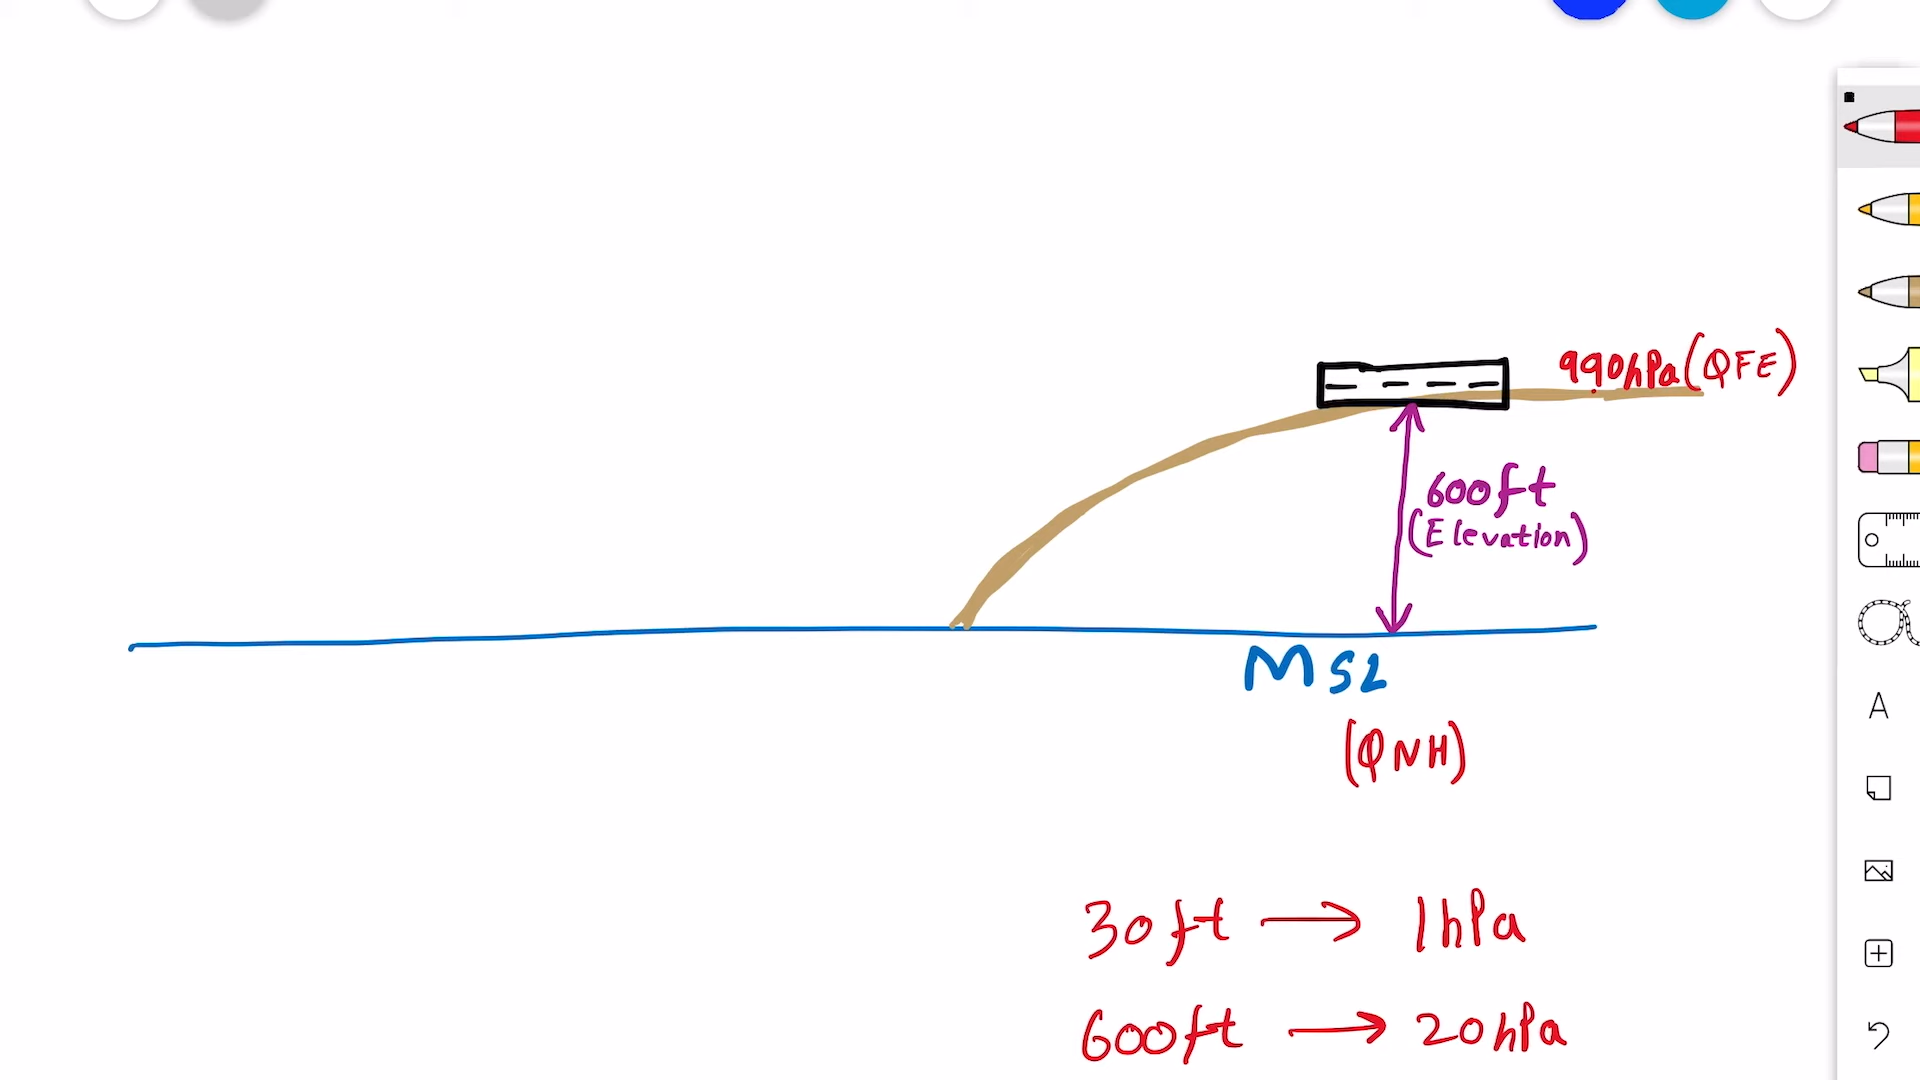 990hPa (QFE)
600ft
(Elevation)
MSL
(QNH)
30ft → 1hPa
600ft → 20hPa
A